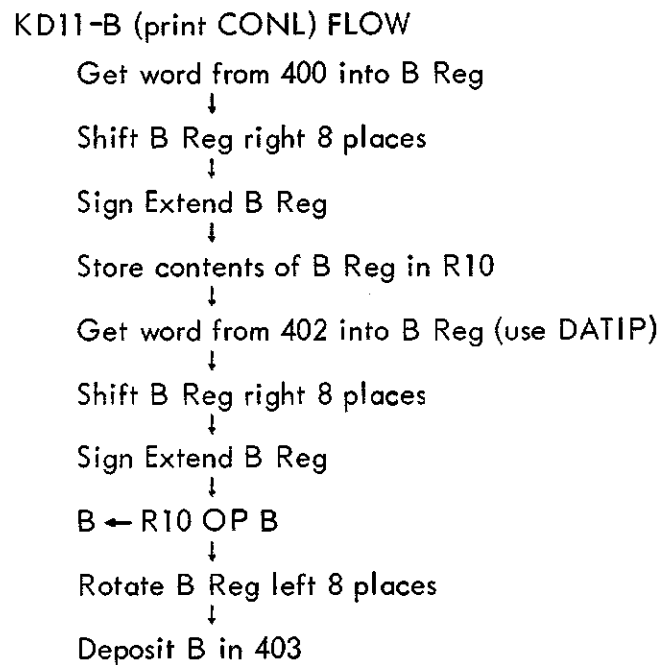 KD11-B (print CONL) FLOW
Get word from 400 into B Reg
↓
Shift B Reg right 8 places
↓
Sign Extend B Reg
↓
Store contents of B Reg in R10
↓
Get word from 402 into B Reg (use DATIP)
↓
Shift B Reg right 8 places
↓
Sign Extend B Reg
↓
B ← R10 OP B
↓
Rotate B Reg left 8 places
↓
Deposit B in 403